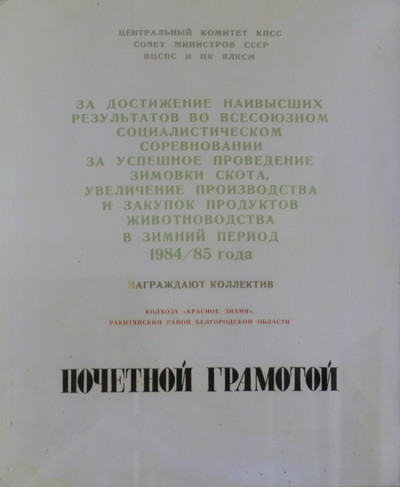 ЦЕНТРАЛЬНЫЙ КОМИТЕТ КПСС
СОВЕТ МИНИСТРОВ СССР
ВЦСПС И ЦК ВЛКСМ
ЗА ДОСТИЖЕНИЕ НАИВЫСШИХ
РЕЗУЛЬТАТОВ ВО ВСЕСОЮЗНОМ
СОЦИАЛИСТИЧЕСКОМ
СОРЕВНОВАНИИ
ЗА УСПЕШНОЕ ПРОВЕДЕНИЕ
ЗИМОВКИ СКОТА,
УВЕЛИЧЕНИЕ ПРОИЗВОДСТВА
И ЗАКУПОК ПРОДУКТОВ
ЖИВОТНОВОДСТВА
В ЗИМНИЙ ПЕРИОД
1984/85 года
НАГРАЖДАЮТ КОЛЛЕКТИВ
КОЛХОЗА «КРАСНОЕ ЗНАМЯ»,
РАКИТЯНСКИЙ РАЙОН БЕЛГОРОДСКОЙ ОБЛАСТИ
ПОЧЕТНОЙ ГРАМОТОЙ